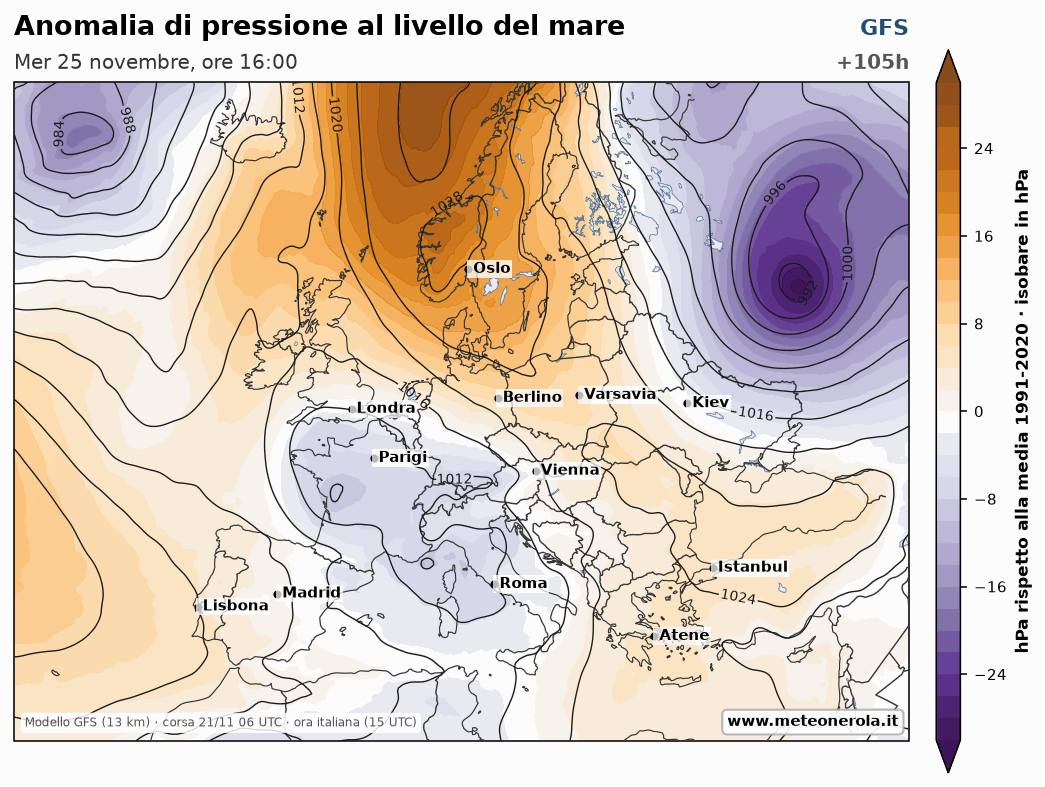 Anomalia di pressione al livello del mare
GFS
Mer 25 novembre, ore 16:00
+105h
1012
1020
984
988
996
1028
1000
992
Oslo
24
16
8
0
−8
−16
−24
hPa rispetto alla media 1991-2020 · isobare in hPa
1016
Londra
Berlino
Varsavia
Kiev
1016
Parigi
Vienna
1012
Istanbul
Roma
Madrid
Lisbona
1024
Atene
Modello GFS (13 km) · corsa 21/11 06 UTC · ora italiana (15 UTC)
www.meteonerola.it